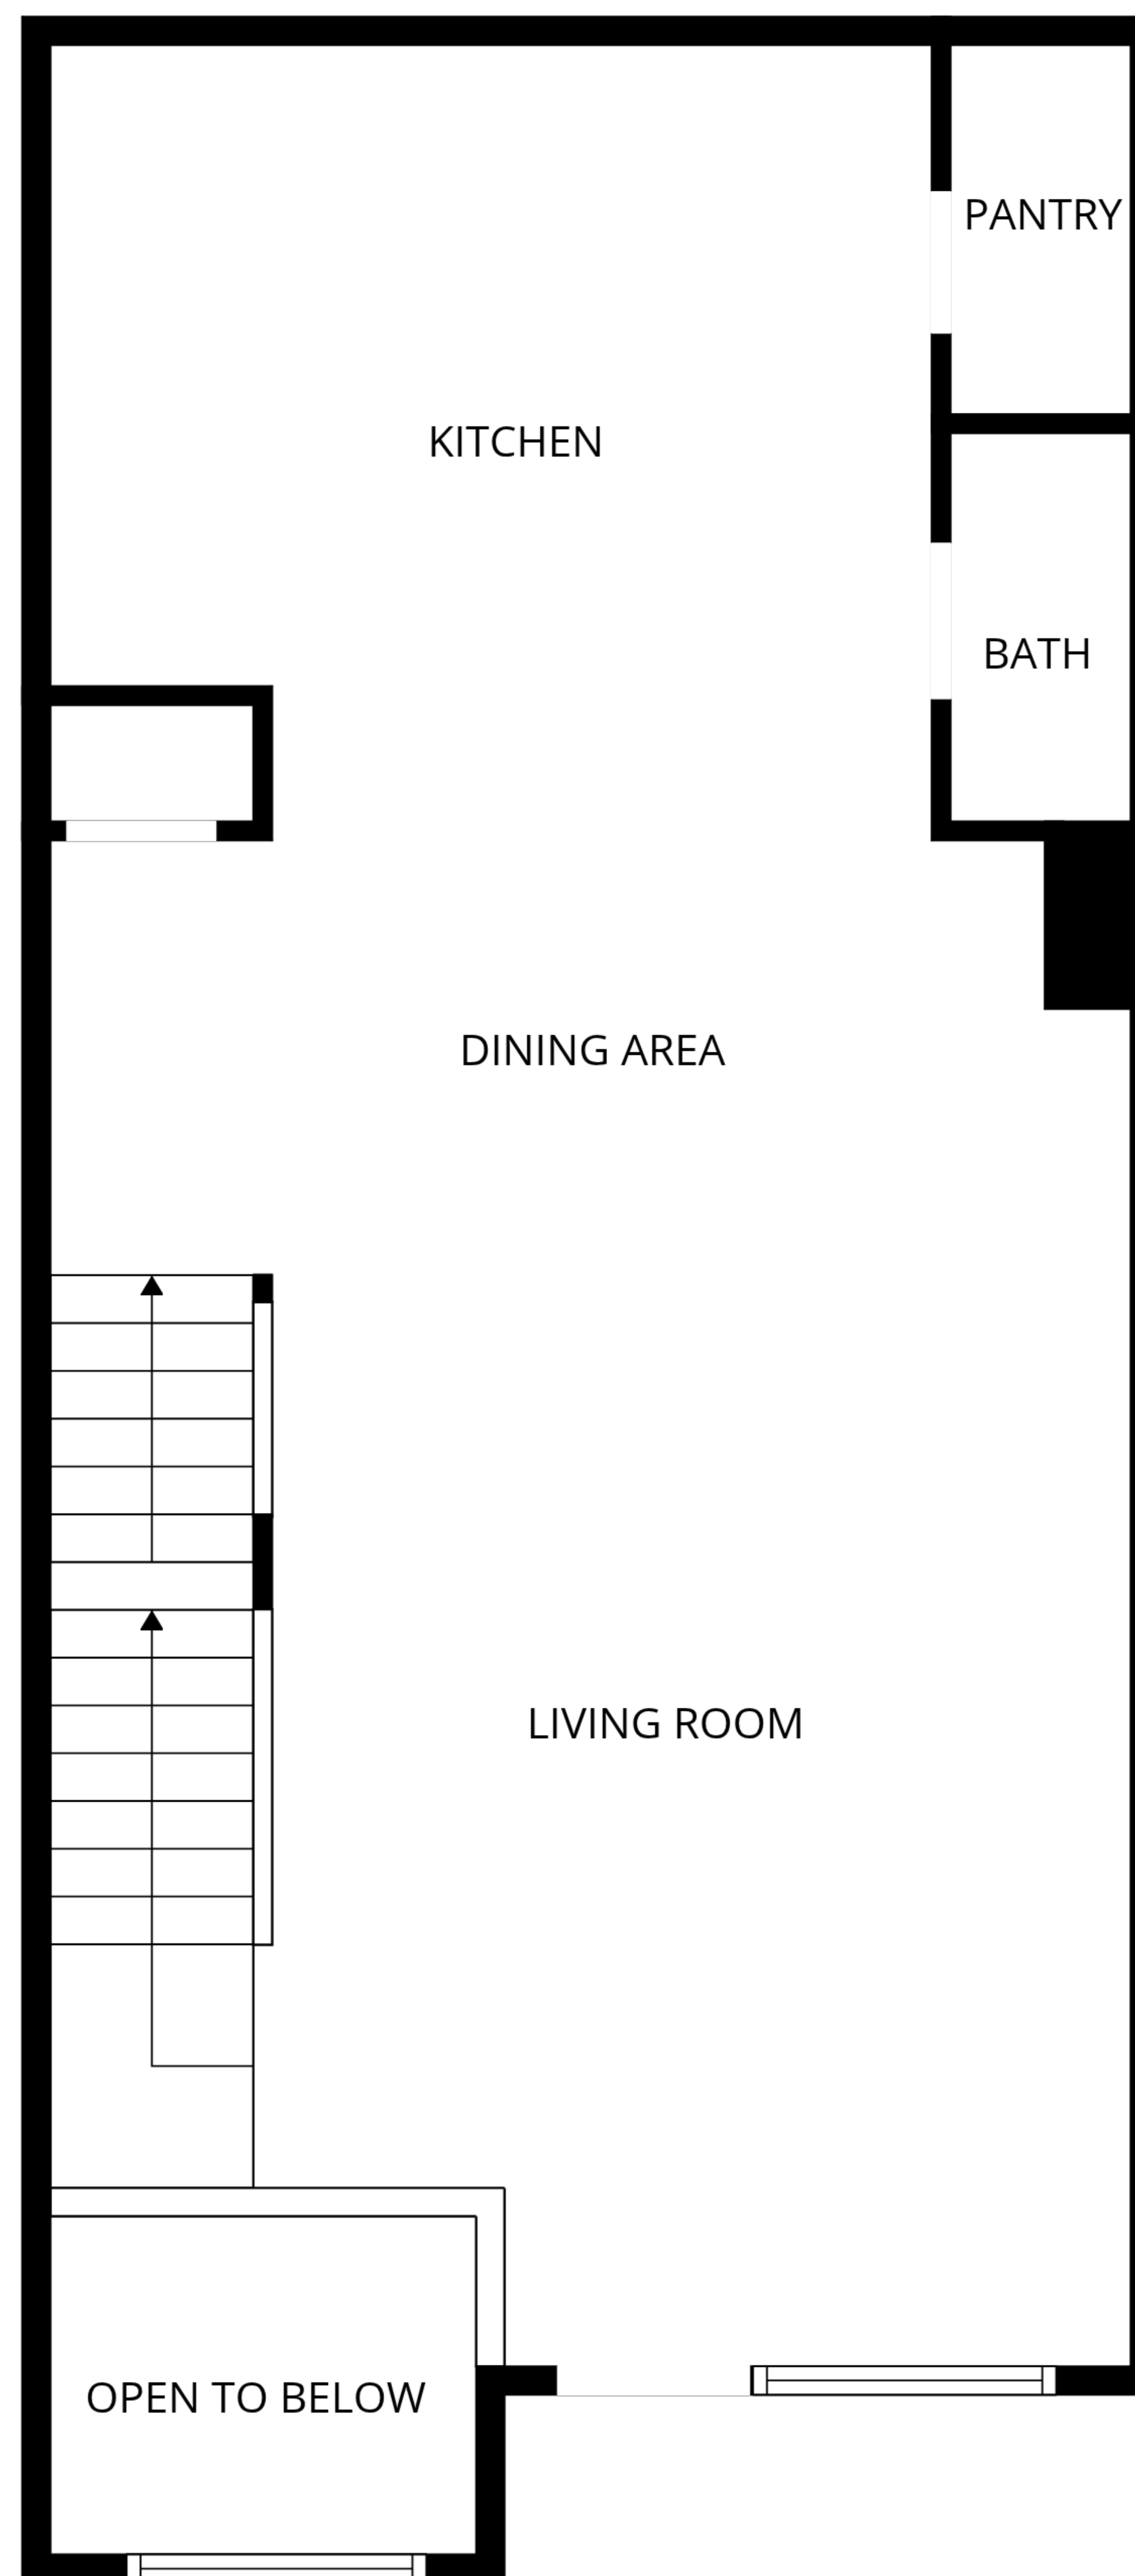 PANTRY
KITCHEN
BATH
DINING AREA
LIVING ROOM
OPEN TO BELOW